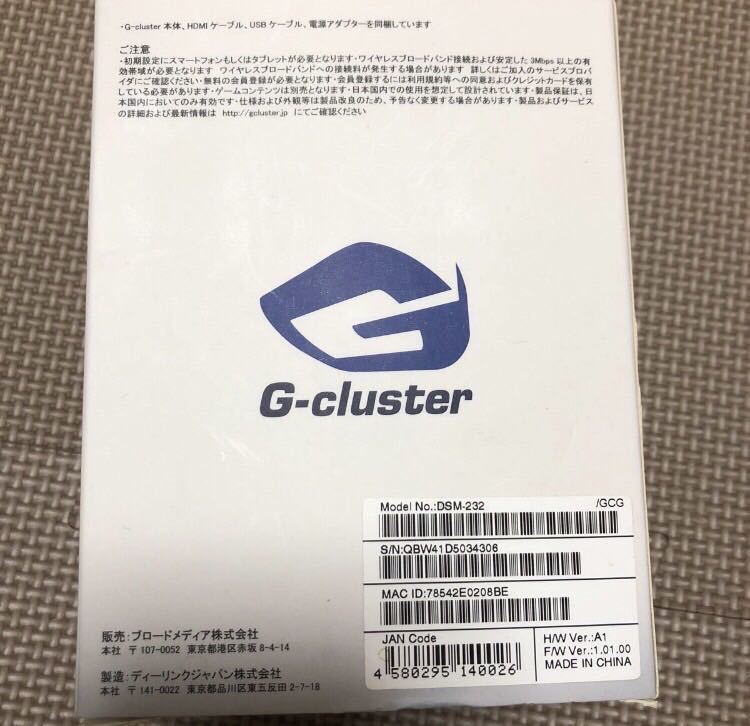 ・G-cluster 本体、HDMI ケーブル、USB ケーブル、電源アダプターを同梱しています
ご注意
・初期設定にスマートフォンもしくはタブレットが必要となります・ワイヤレスブロードバンド接続および安定した 3Mbps 以上の有
効帯域が必要となります ワイヤレスブロードバンドへの接続料が発生する場合があります 詳しくはご加入のサービスプロバ
イダにご確認ください・無料の会員登録が必要となります・会員登録するには利用規約等への同意およびクレジットカードを保有
している必要があります・ゲームコンテンツは別売となります・日本国内での使用を想定して設計されています・製品保証は、日
本国内においてのみ有効です・仕様および外観等は製品改良のため、予告なく変更する場合があります・製品およびサービス
の詳細および最新情報は http://gcluster.jp にてご確認ください
G-cluster
Model No.:DSM-232 /GCG
S/N:QBW41D5034306
MAC ID:78542E0208BE
JAN Code
4 580295 140026
H/W Ver.:A1
F/W Ver.:1.01.00
MADE IN CHINA
販売：ブロードメディア株式会社
本社 〒107-0052 東京都港区赤坂 8-4-14
製造：ディーリンクジャパン株式会社
本社 〒141-0022 東京都品川区東五反田 2-7-18